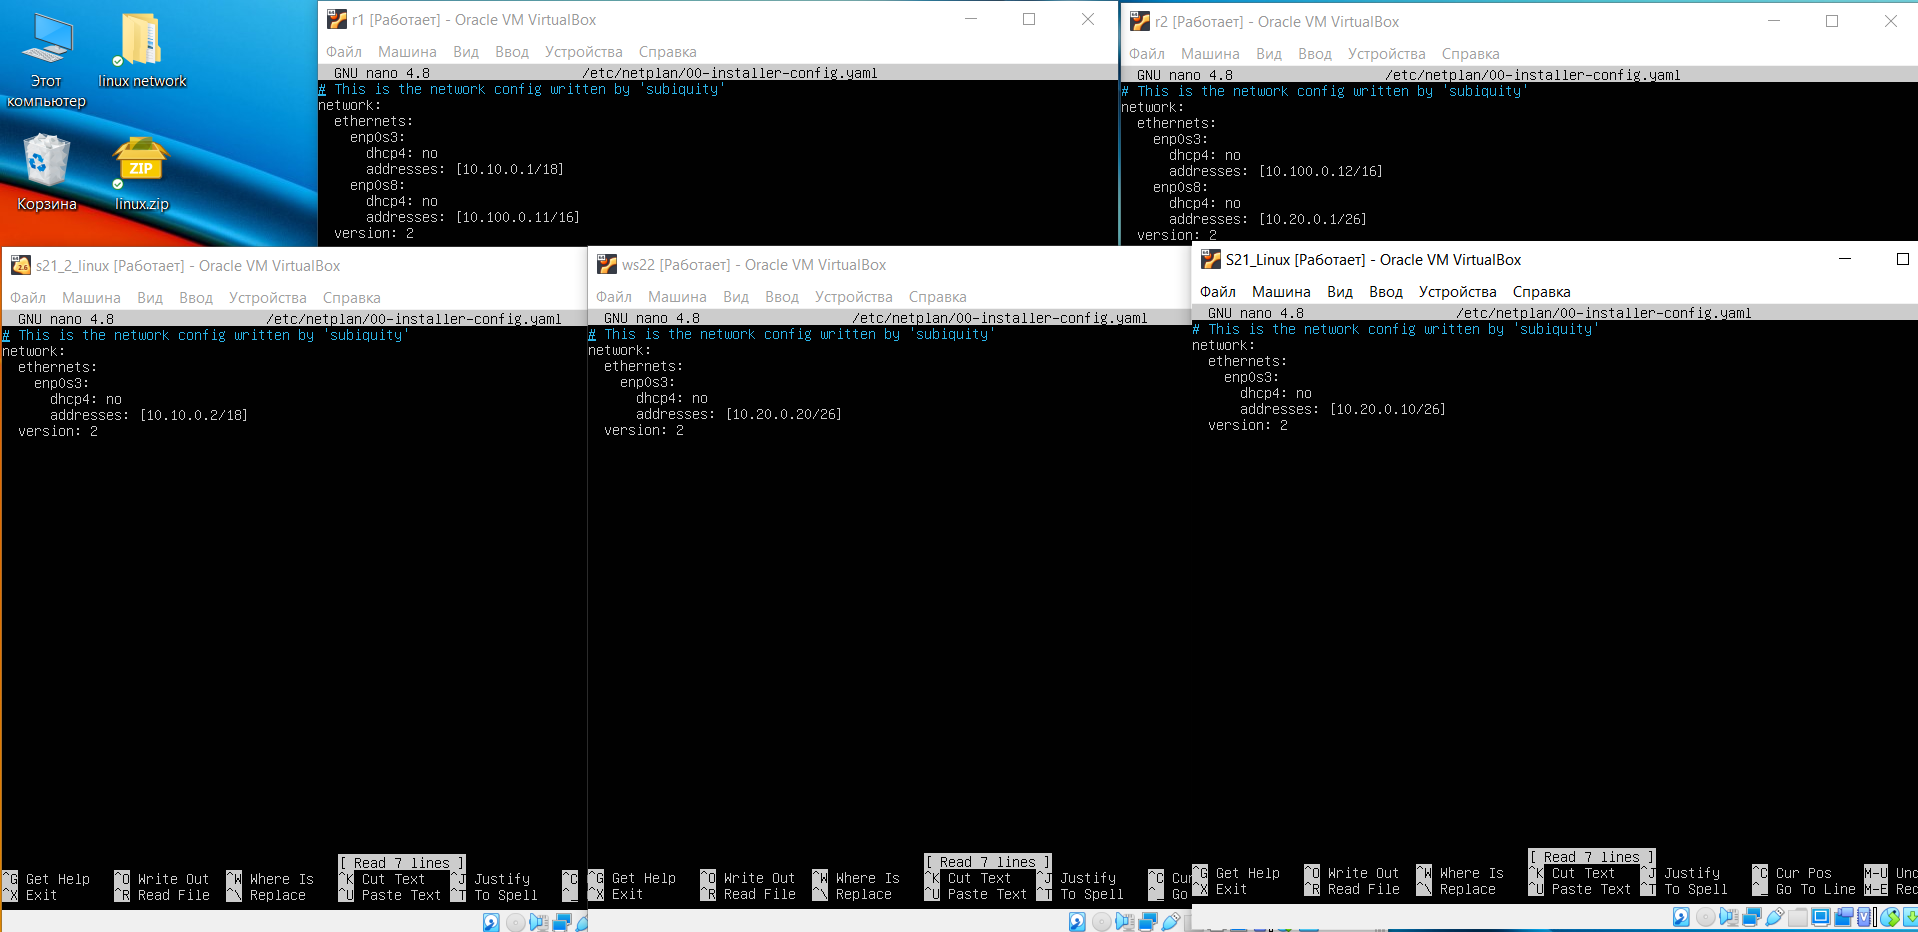 Этот
компьютер
linux network
Корзина
linux.zip
r1 [Работает] - Oracle VM VirtualBox
Файл Машина Вид Ввод Устройства Справка
GNU nano 4.8 /etc/netplan/00-installer-config.yaml
# This is the network config written by 'subiquity'
network:
ethernets:
enp0s3:
dhcp4: no
addresses: [10.10.0.1/18]
enp0s8:
dhcp4: no
addresses: [10.100.0.11/16]
version: 2
r2 [Работает] - Oracle VM VirtualBox
Файл Машина Вид Ввод Устройства Справка
GNU nano 4.8 /etc/netplan/00-installer-config.yaml
# This is the network config written by 'subiquity'
network:
ethernets:
enp0s3:
dhcp4: no
addresses: [10.100.0.12/16]
enp0s8:
dhcp4: no
addresses: [10.20.0.1/26]
version: 2
s21_2_linux [Работает] - Oracle VM VirtualBox
Файл Машина Вид Ввод Устройства Справка
GNU nano 4.8 /etc/netplan/00-installer-config.yaml
# This is the network config written by 'subiquity'
network:
ethernets:
enp0s3:
dhcp4: no
addresses: [10.10.0.2/18]
version: 2
[ Read 7 lines ]
^G Get Help ^O Write Out ^W Where Is ^K Cut Text ^J Justify ^C
^X Exit ^R Read File ^\ Replace ^U Paste Text ^T To Spell ^_
ws22 [Работает] - Oracle VM VirtualBox
Файл Машина Вид Ввод Устройства Справка
GNU nano 4.8 /etc/netplan/00-installer-config.yaml
# This is the network config written by 'subiquity'
network:
ethernets:
enp0s3:
dhcp4: no
addresses: [10.20.0.20/26]
version: 2
[ Read 7 lines ]
^G Get Help ^O Write Out ^W Where Is ^K Cut Text ^J Justify ^C Cur
^X Exit ^R Read File ^\ Replace ^U Paste Text ^T To Spell ^_ Go
S21_Linux [Работает] - Oracle VM VirtualBox
Файл Машина Вид Ввод Устройства Справка
GNU nano 4.8 /etc/netplan/00-installer-config.yaml
# This is the network config written by 'subiquity'
network:
ethernets:
enp0s3:
dhcp4: no
addresses: [10.20.0.10/26]
version: 2
[ Read 7 lines ]
^G Get Help ^O Write Out ^W Where Is ^K Cut Text ^J Justify ^C Cur Pos M-U Und
^X Exit ^R Read File ^\ Replace ^U Paste Text ^T To Spell ^_ Go To Line M-E Red